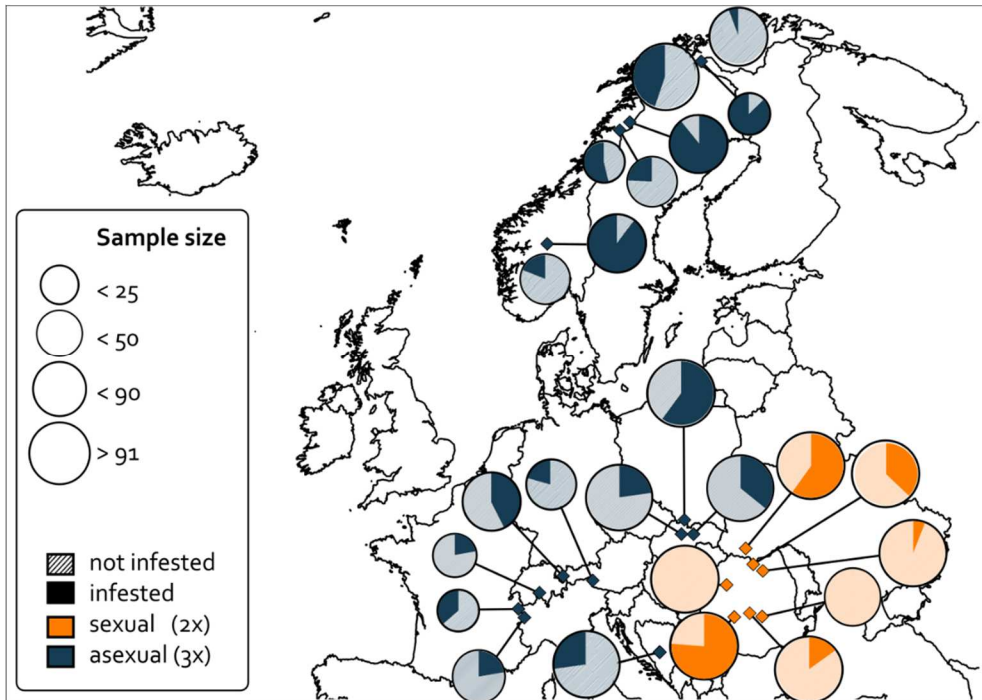 Sample size
< 25
< 50
< 90
> 91
not infested
infested
sexual (2x)
asexual (3x)